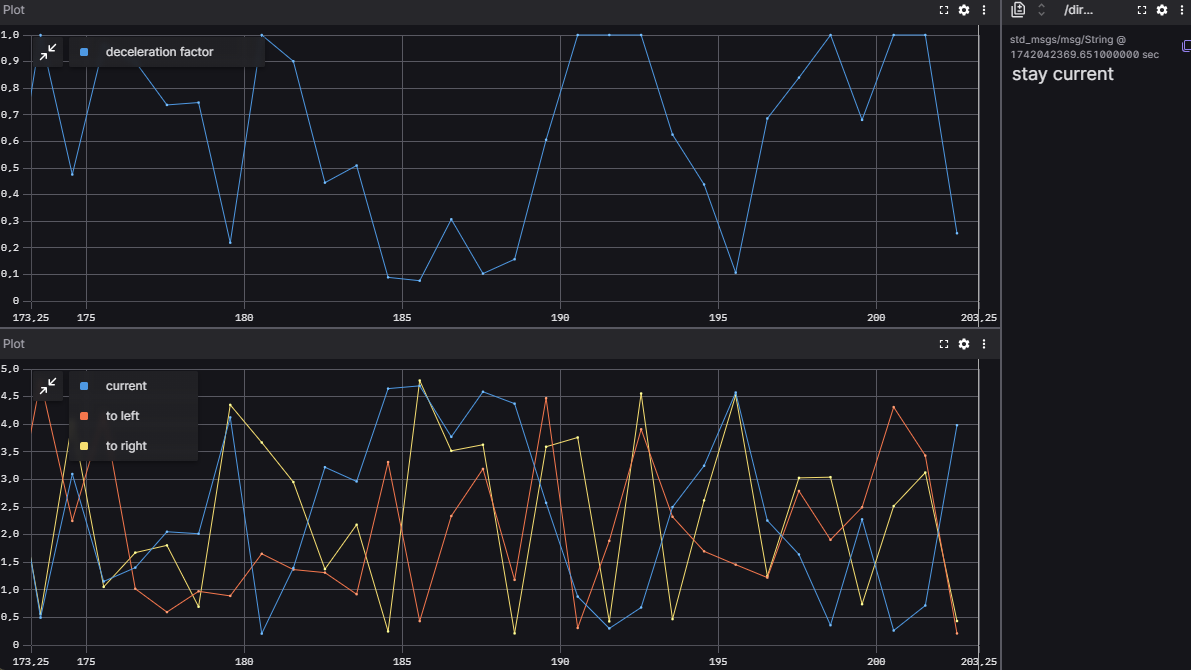 Plot
1,0
0,9
0,8
0,7
0,6
0,5
0,4
0,3
0,2
0,1
0
deceleration factor
173,25 175 180 185 190 195 200 203,25
Plot
5,0
4,5
4,0
3,5
3,0
2,5
2,0
1,5
1,0
0,5
0
current
to left
to right
173,25 175 180 185 190 195 200 203,25
/dir...
std_msgs/msg/String @
1742042369.651000000 sec
stay current